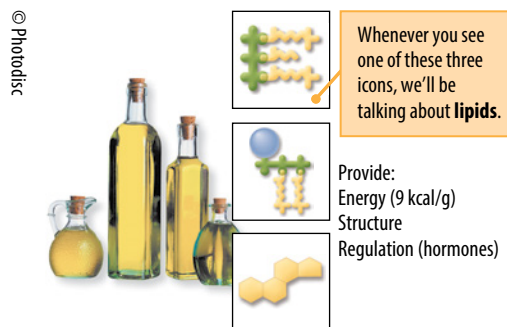 © Photodisc
Whenever you see
one of these three
icons, we’ll be
talking about lipids.
Provide:
Energy (9 kcal/g)
Structure
Regulation (hormones)